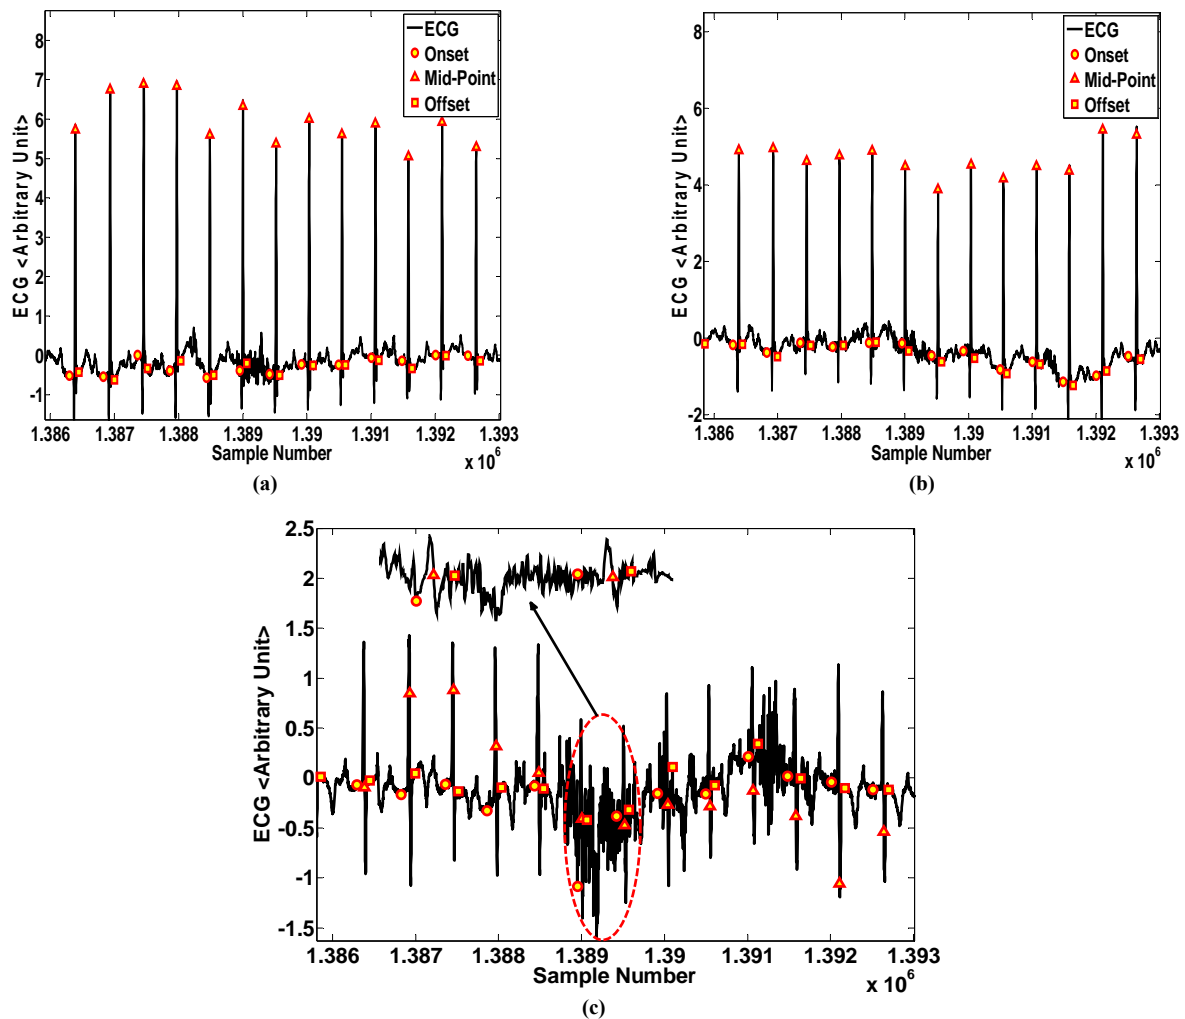 8
7
6
5
4
3
2
1
0
-1
ECG <Arbitrary Unit>
ECG
Onset
Mid-Point
Offset
1.386 1.387 1.388 1.389 1.39 1.391 1.392 1.393
Sample Number
x 10^6
(a)
8
6
4
2
0
-2
ECG <Arbitrary Unit>
ECG
Onset
Mid-Point
Offset
1.386 1.387 1.388 1.389 1.39 1.391 1.392 1.393
Sample Number
x 10^6
(b)
2.5
2
1.5
1
0.5
0
-0.5
-1
-1.5
ECG <Arbitrary Unit>
1.386 1.387 1.388 1.389 1.39 1.391 1.392 1.393
Sample Number
x 10^6
(c)